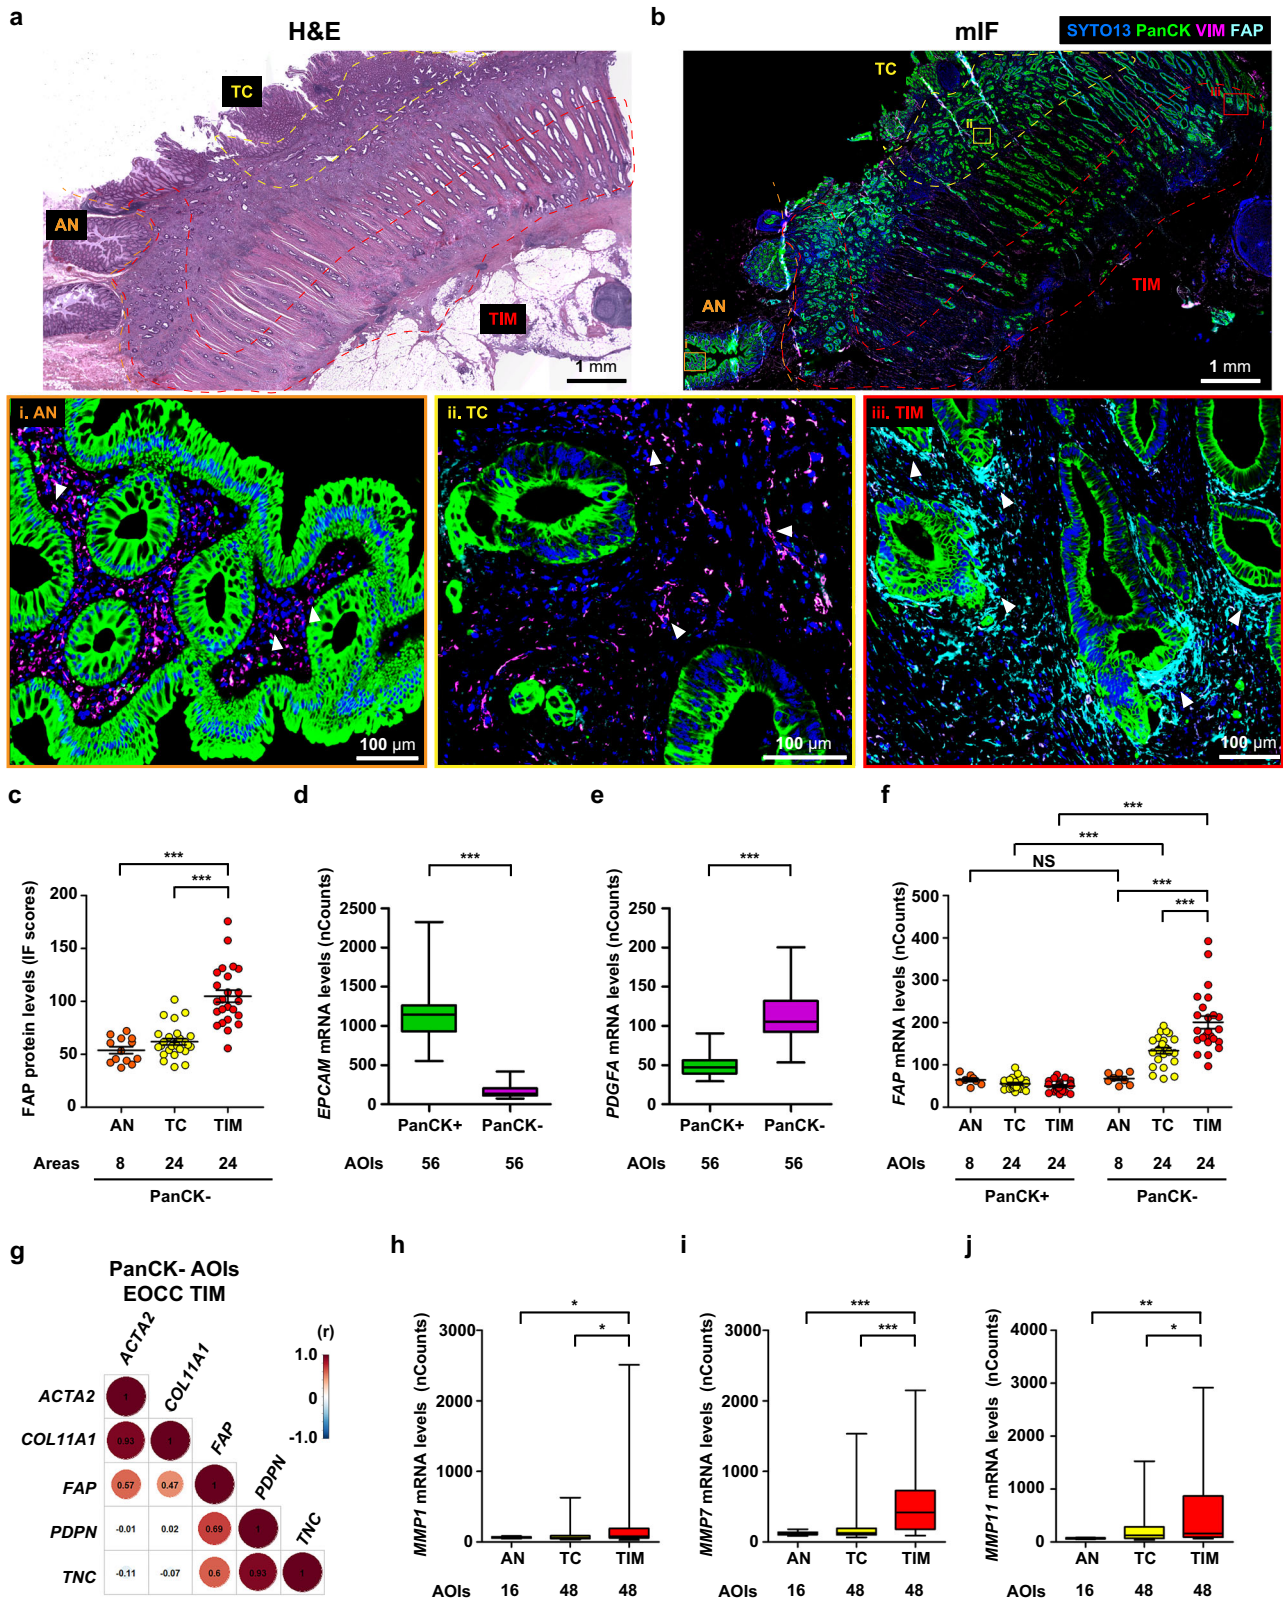 a
H&E
TC
AN
TIM
1 mm
b
mIF
SYTO13 PanCK VIM FAP
TC
ii
AN
TIM
1 mm
i. AN
100 µm
ii. TC
100 µm
iii. TIM
100 µm
c
FAP protein levels (IF scores)
200
150
100
50
0
***
***
AN TC TIM
Areas 8 24 24
PanCK-
d
EPCAM mRNA levels (nCounts)
2500
2000
1500
1000
500
0
***
PanCK+ PanCK-
AOIs 56 56
e
PDGFA mRNA levels (nCounts)
250
200
150
100
50
0
***
PanCK+ PanCK-
AOIs 56 56
f
FAP mRNA levels (nCounts)
500
400
300
200
100
0
***
***
NS
***
***
AN TC TIM AN TC TIM
AOIs 8 24 24 8 24 24
PanCK+ PanCK-
g
PanCK- AOIs
EOCC TIM
ACTA2
COL11A1
FAP
PDPN
TNC
(r)
1.0
0
-1.0
ACTA2 1
COL11A1 0.93 1
FAP 0.57 0.47 1
PDPN -0.01 0.02 0.69 1
TNC -0.11 -0.07 0.6 0.93 1
h
MMP1 mRNA levels (nCounts)
3000
2000
1000
0
*
*
AN TC TIM
AOIs 16 48 48
i
MMP7 mRNA levels (nCounts)
3000
2000
1000
0
***
***
AN TC TIM
AOIs 16 48 48
j
MMP11 mRNA levels (nCounts)
4000
3000
2000
1000
0
**
*
AN TC TIM
AOIs 16 48 48